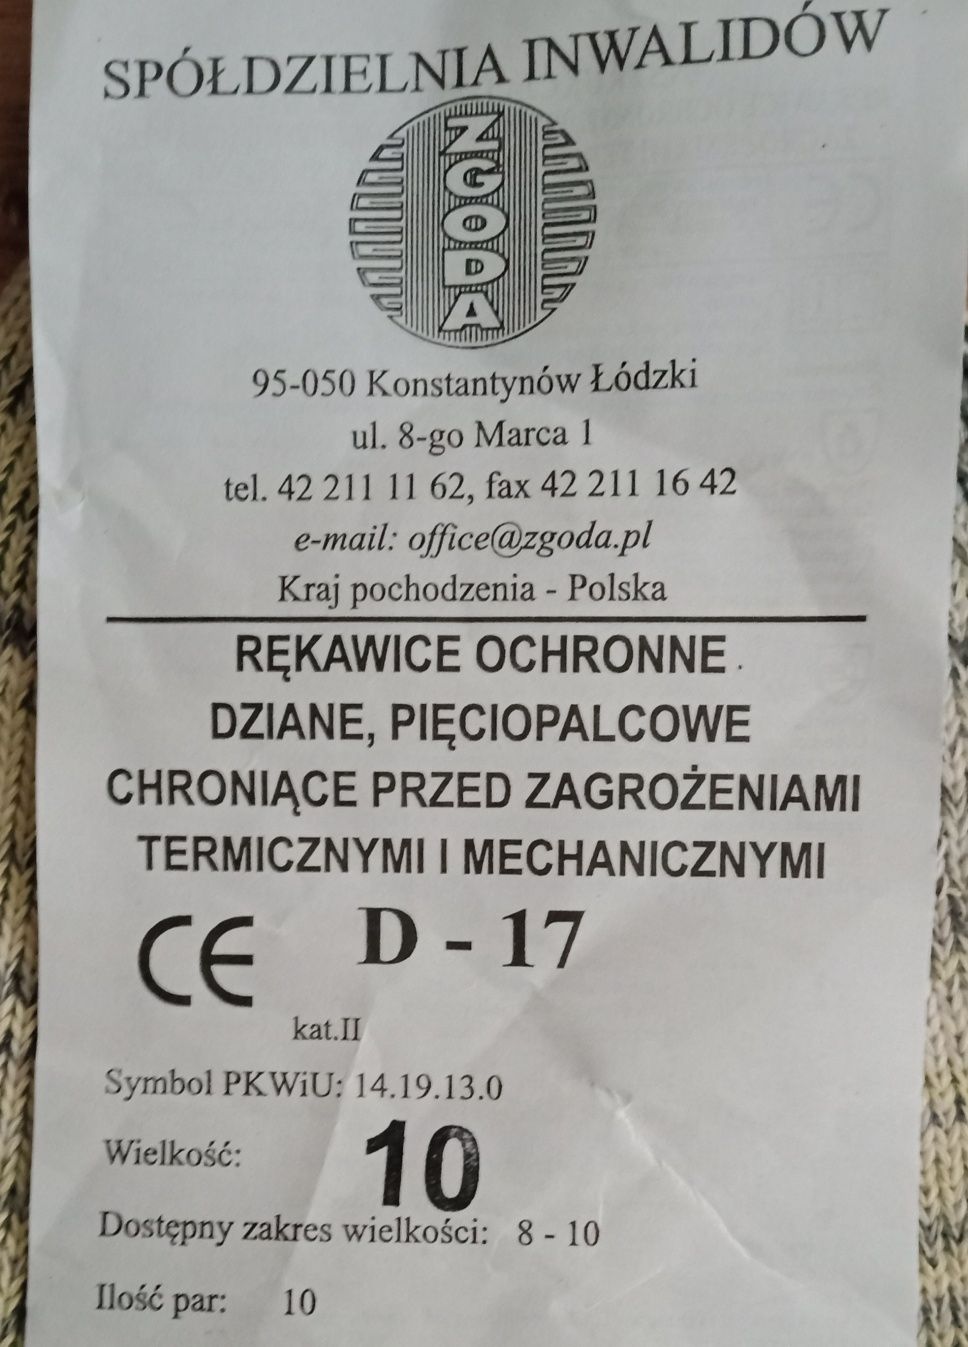 SPÓŁDZIELNIA INWALIDÓW
ZGODA
95-050 Konstantynów Łódzki
ul. 8-go Marca 1
tel. 42 211 11 62, fax 42 211 16 42
e-mail: office@zgoda.pl
Kraj pochodzenia - Polska
RĘKAWICE OCHRONNE
DZIANE, PIĘCIOPALCOWE
CHRONIĄCE PRZED ZAGROŻENIAMI
TERMICZNYMI I MECHANICZNYMI
CE D - 17
kat.II
Symbol PKWiU: 14.19.13.0
Wielkość: 10
Dostępny zakres wielkości: 8 - 10
Ilość par: 10